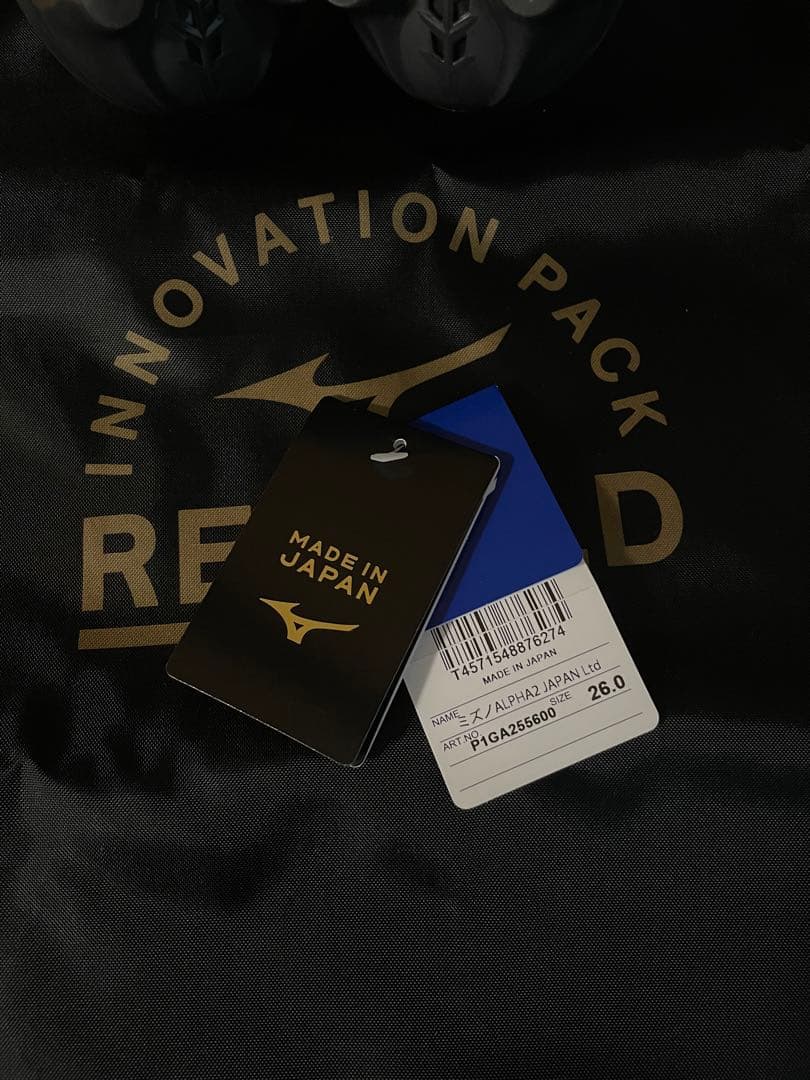 INNOVATION PACK
MADE IN
JAPAN
T4571548876274
MADE IN JAPAN
NAME ミズノALPHA2 JAPAN Ltd
ART.NO P1GA255600 SIZE 26.0